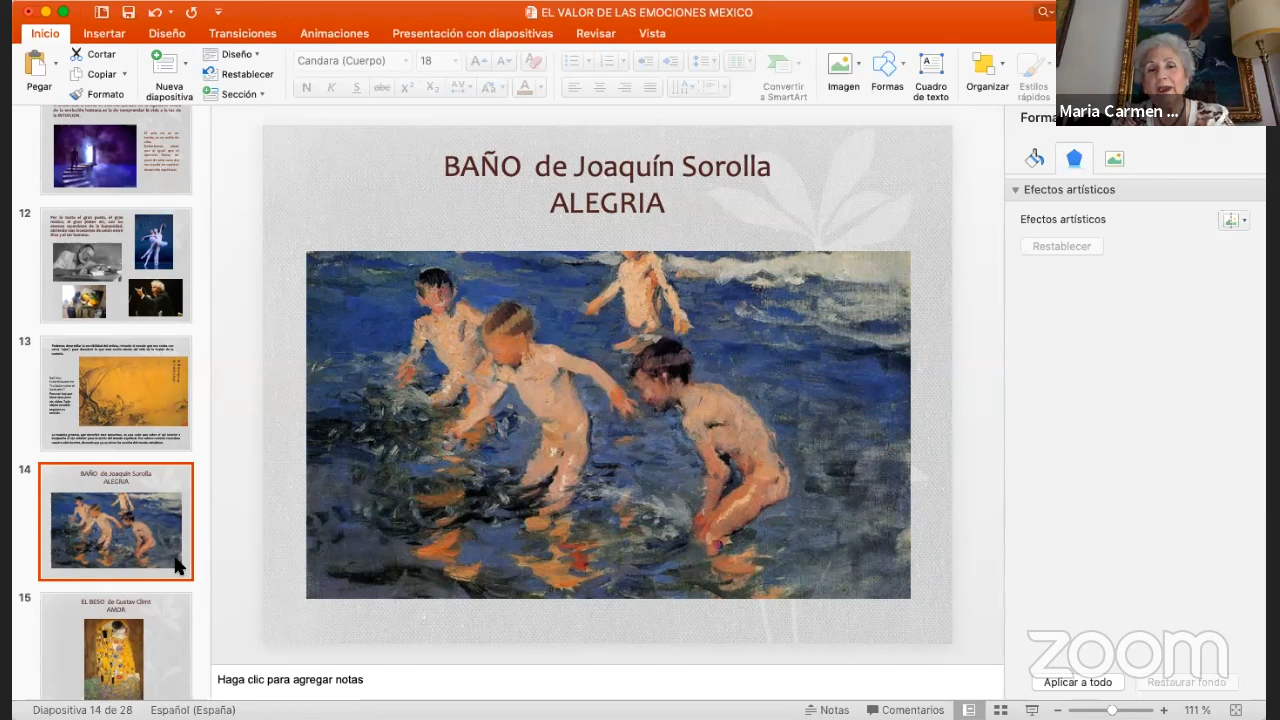 EL VALOR DE LAS EMOCIONES MEXICO
Inicio
Insertar
Diseño
Transiciones
Animaciones
Presentación con diapositivas
Revisar
Vista
Pegar
Cortar
Copiar
Formato
Nueva
diapositiva
Diseño
Restablecer
Sección
Candara (Cuerpo)
18
N
K
S
abc
X²
X₂
Convertir
a SmartArt
Imagen
Formas
Cuadro
de texto
Organizar
Estilos
rápidos
Maria Carmen ...
Forma
Efectos artísticos
Efectos artísticos
Restablecer
12
13
14
BAÑO de Joaquín Sorolla
ALEGRIA
15
EL BESO de Gustav Climt
AMOR
BAÑO de Joaquín Sorolla
ALEGRIA
Haga clic para agregar notas
zoom
Aplicar a todo
Restaurar fondo
Diapositiva 14 de 28
Español (España)
Notas
Comentarios
111 %